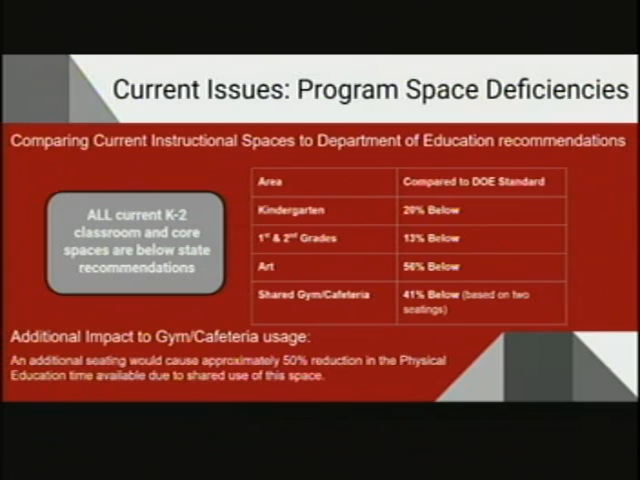 Current Issues: Program Space Deficiencies
Comparing Current Instructional Spaces to Department of Education recommendations
ALL current K-2
classroom and core
spaces are below state
recommendations
Area Compared to DOE Standard
Kindergarten 20% Below
1st & 2nd Grades 13% Below
Art 56% Below
Shared Gym/Cafeteria 41% Below (based on two
seatings)
Additional Impact to Gym/Cafeteria usage:
An additional seating would cause approximately 50% reduction in the Physical
Education time available due to shared use of this space.